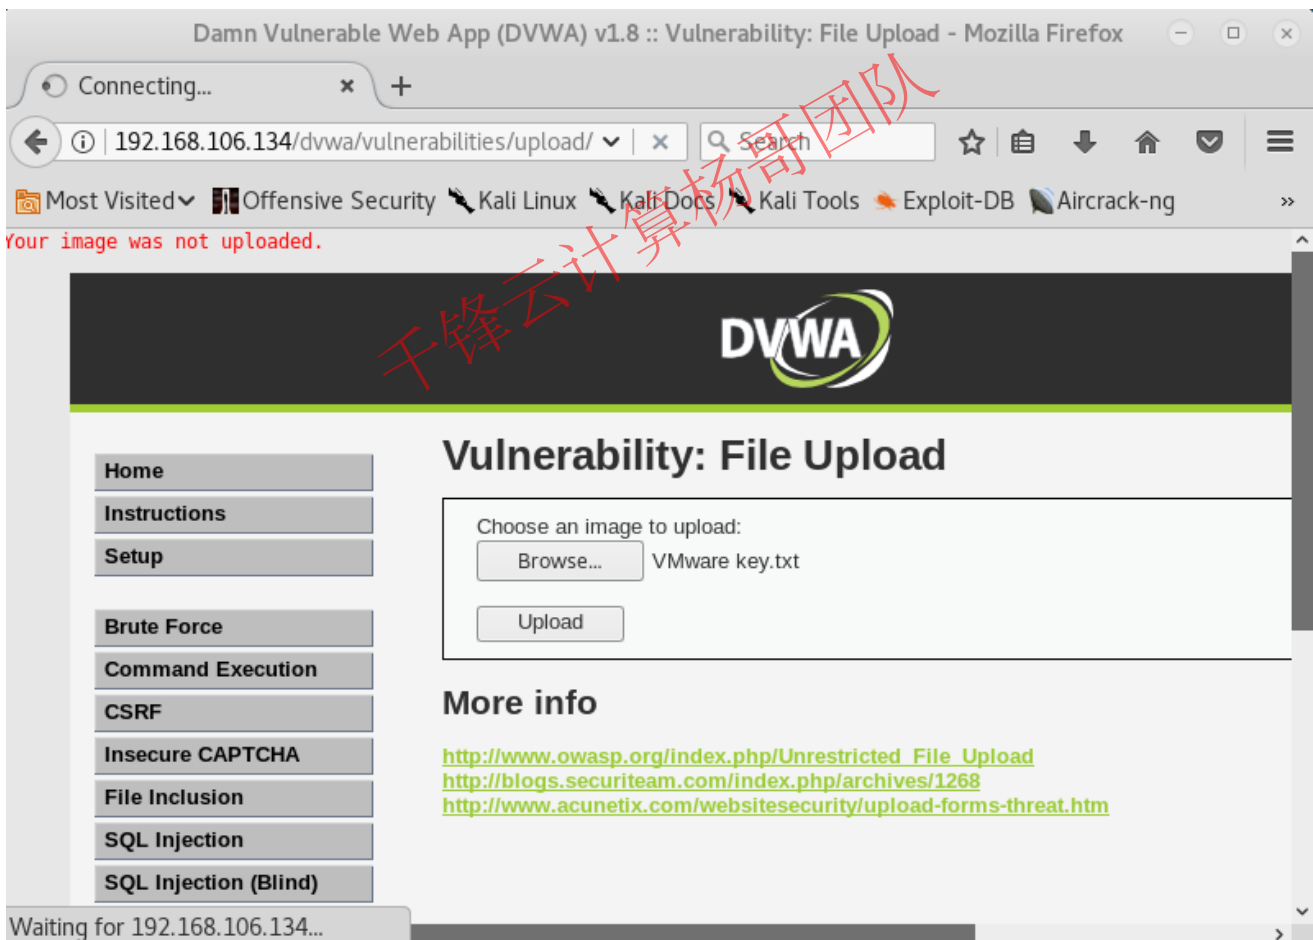 Damn Vulnerable Web App (DVWA) v1.8 :: Vulnerability: File Upload - Mozilla Firefox
Connecting...
192.168.106.134/dvwa/vulnerabilities/upload/
Search
Most Visited Offensive Security Kali Linux Kali Docs Kali Tools Exploit-DB Aircrack-ng »
Your image was not uploaded.
千锋云计算杨哥团队
DVWA
Home
Instructions
Setup
Brute Force
Command Execution
CSRF
Insecure CAPTCHA
File Inclusion
SQL Injection
SQL Injection (Blind)
Vulnerability: File Upload
Choose an image to upload:
Browse... VMware key.txt
Upload
More info
http://www.owasp.org/index.php/Unrestricted_File_Upload
http://blogs.securiteam.com/index.php/archives/1268
http://www.acunetix.com/websitesecurity/upload-forms-threat.htm
Waiting for 192.168.106.134...